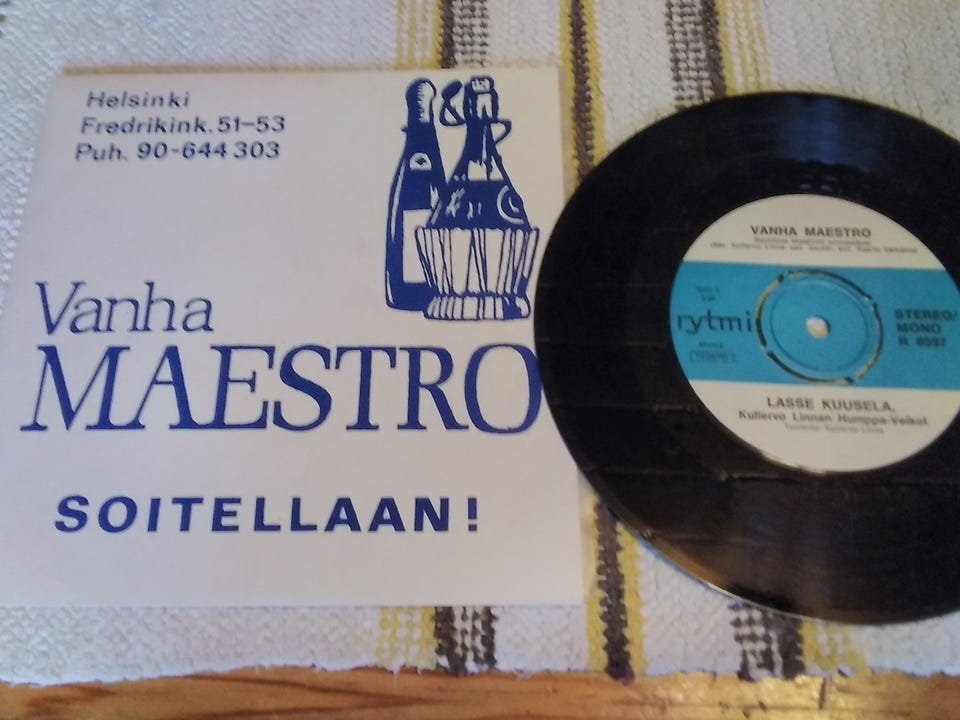 Helsinki
Fredrikink. 51-53
Puh. 90-644 303
&
Vanha
MAESTRO
SOITELLAAN!
VANHA MAESTRO
rytmi
STEREO/
MONO
R 6597
LASSE KUUSELA,
Kullervo Linnan Humppa-Veikot